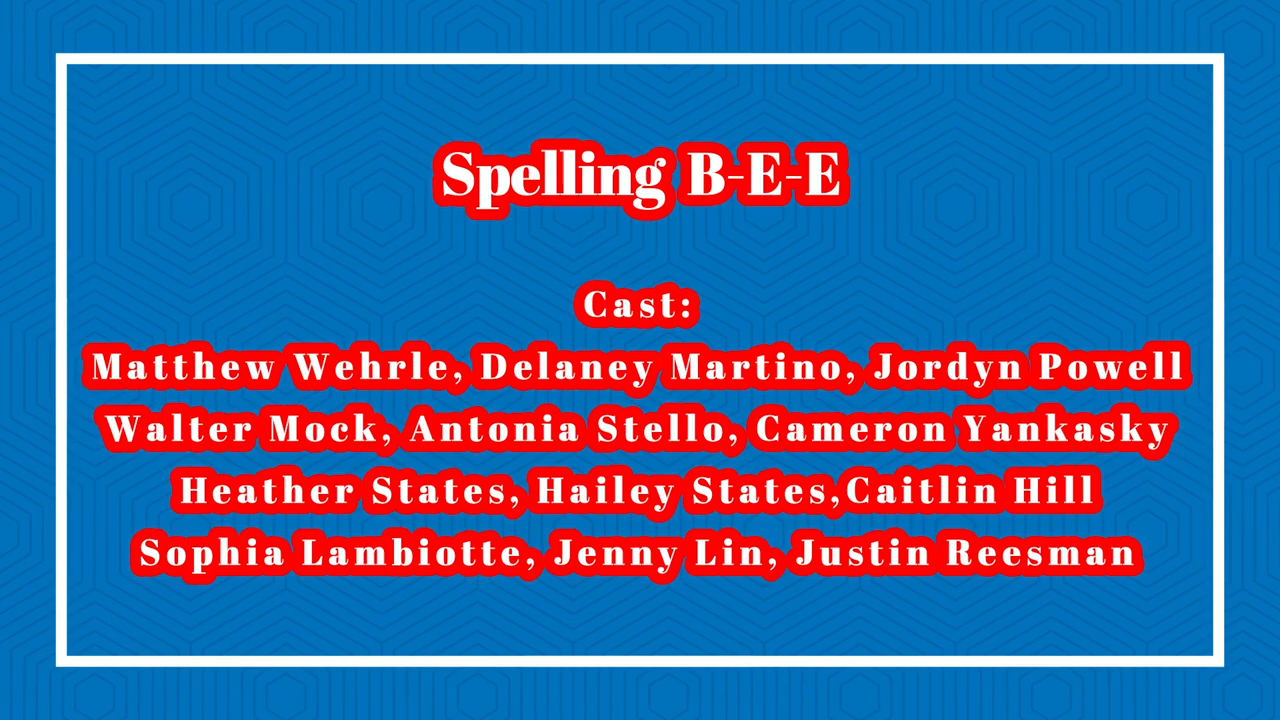 Spelling B-E-E
Cast:
Matthew Wehrle, Delaney Martino, Jordyn Powell
Walter Mock, Antonia Stello, Cameron Yankasky
Heather States, Hailey States,Caitlin Hill
Sophia Lambiotte, Jenny Lin, Justin Reesman